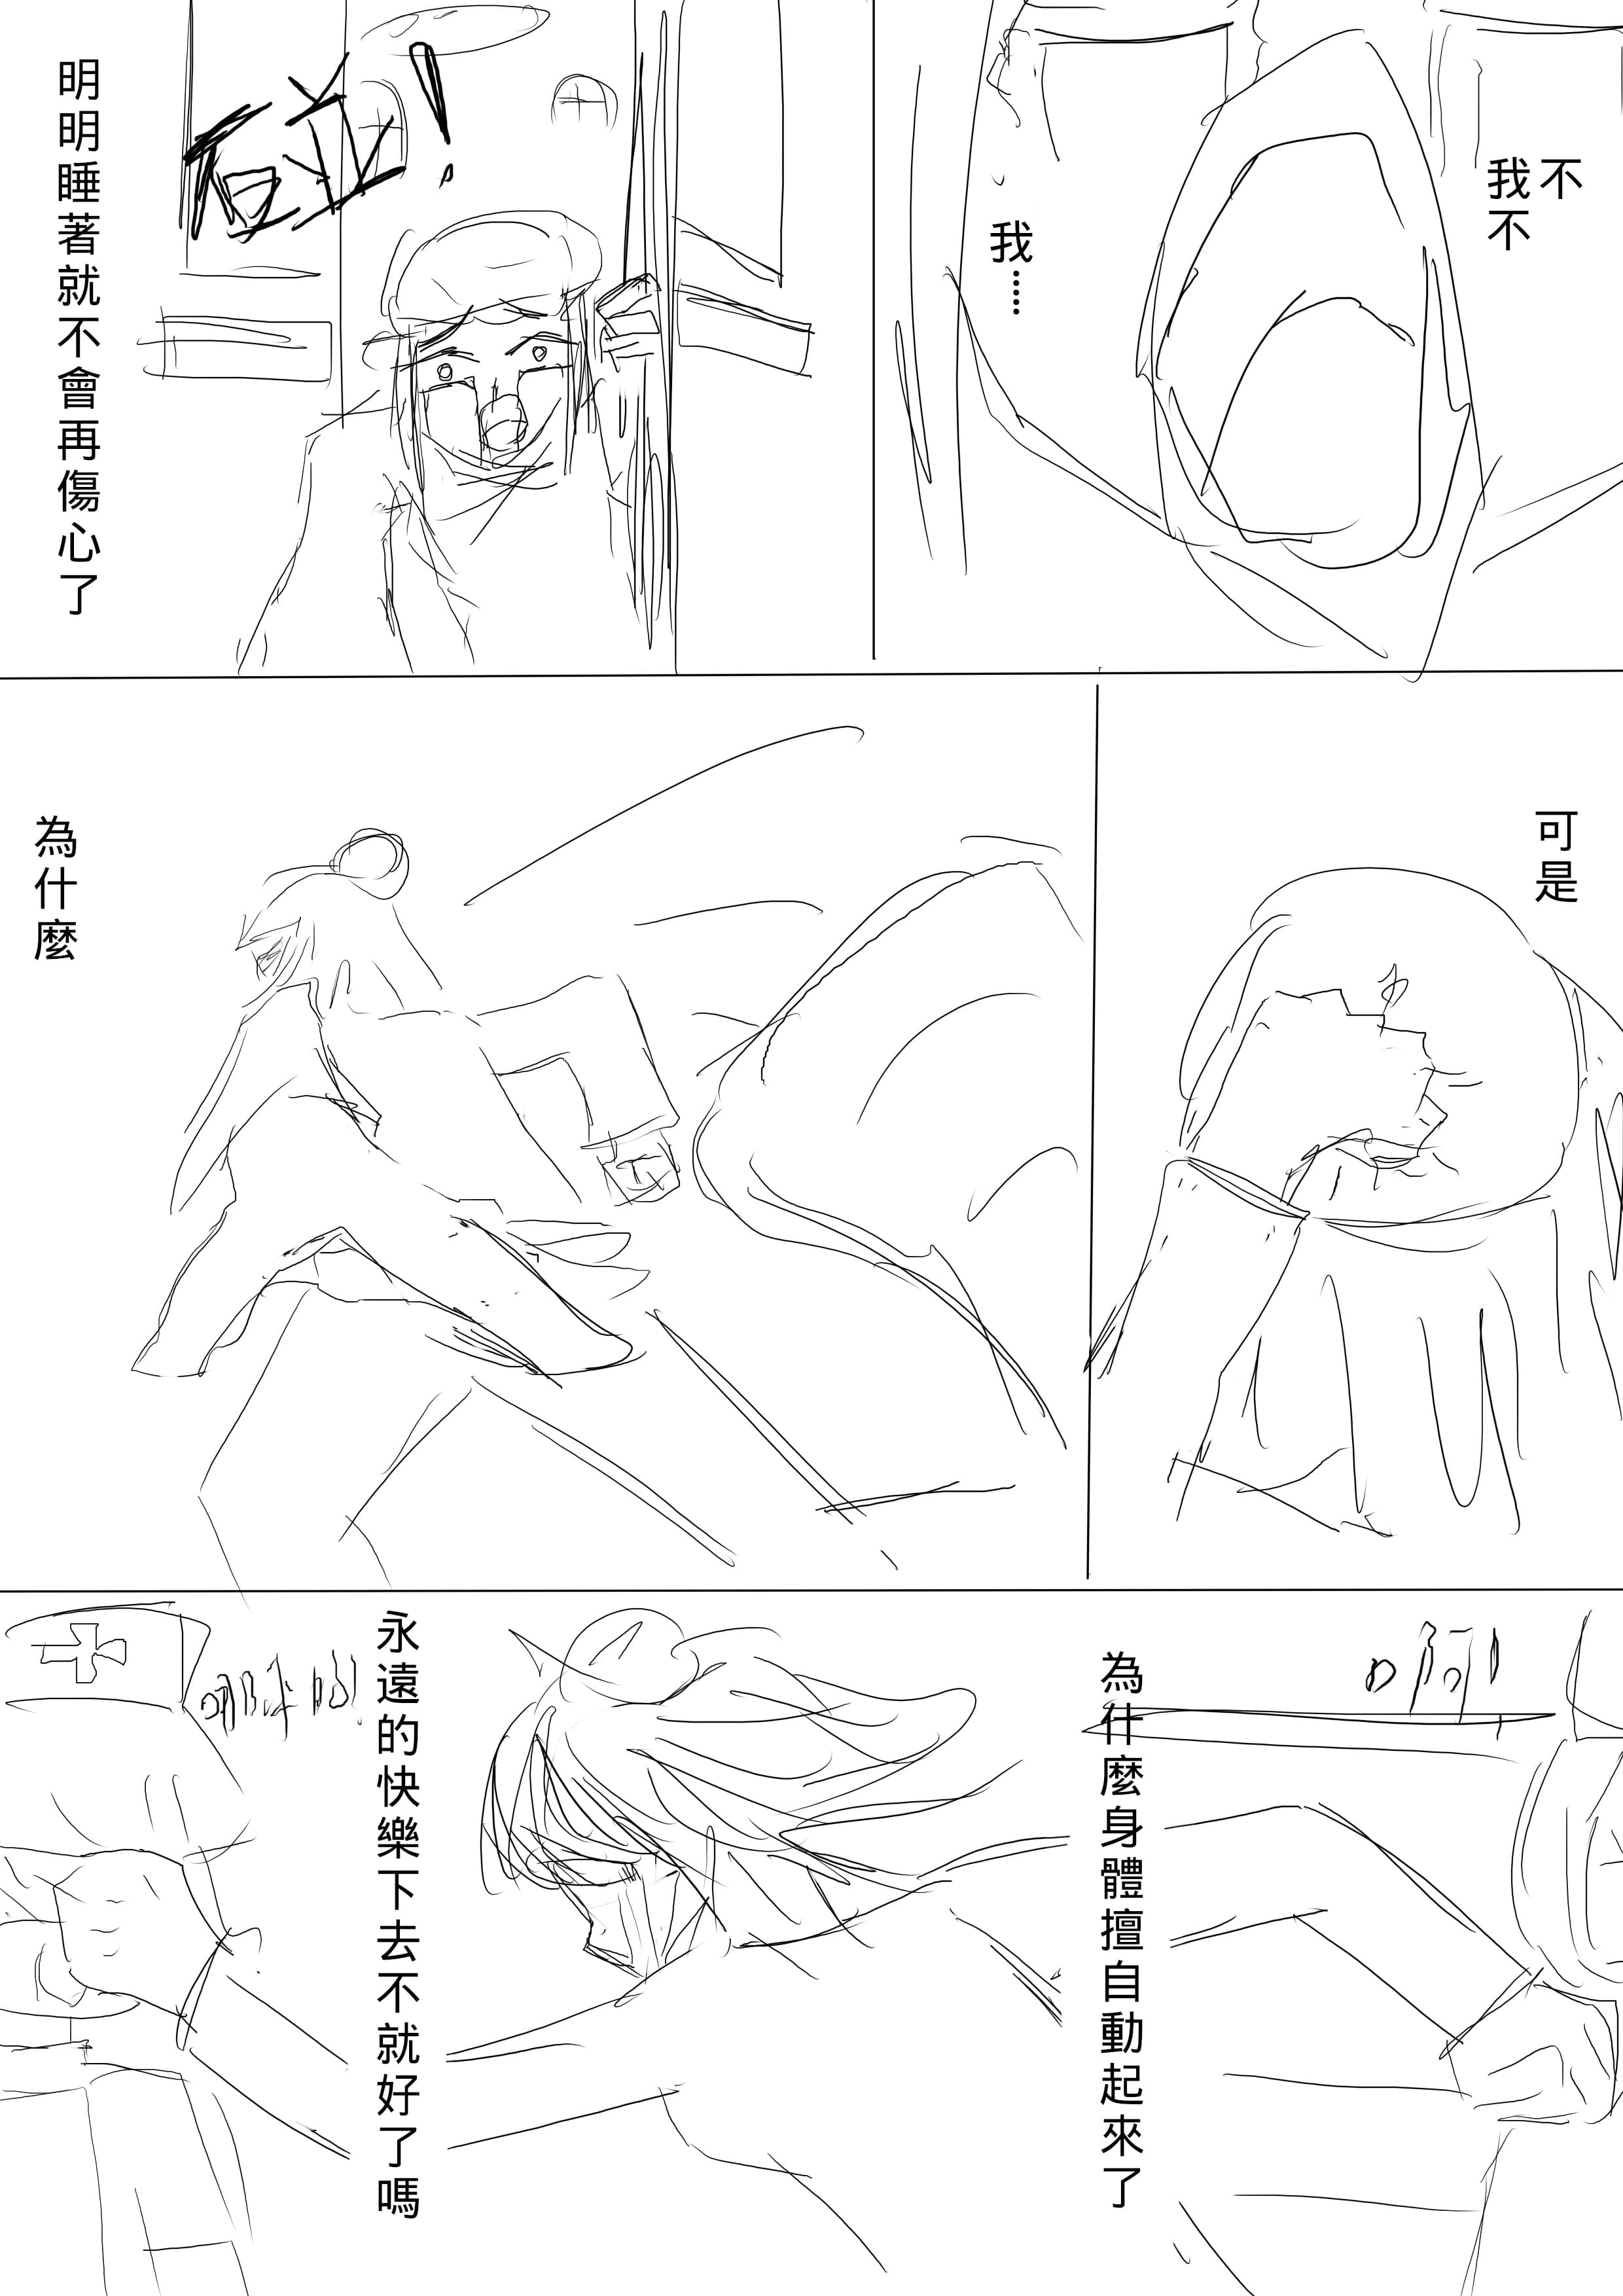 不
我不
我……
明明睡著就不會再傷心了
可是
為什麼
啊!
為什麼身體擅自動起來了
永遠的快樂下去不就好了嗎